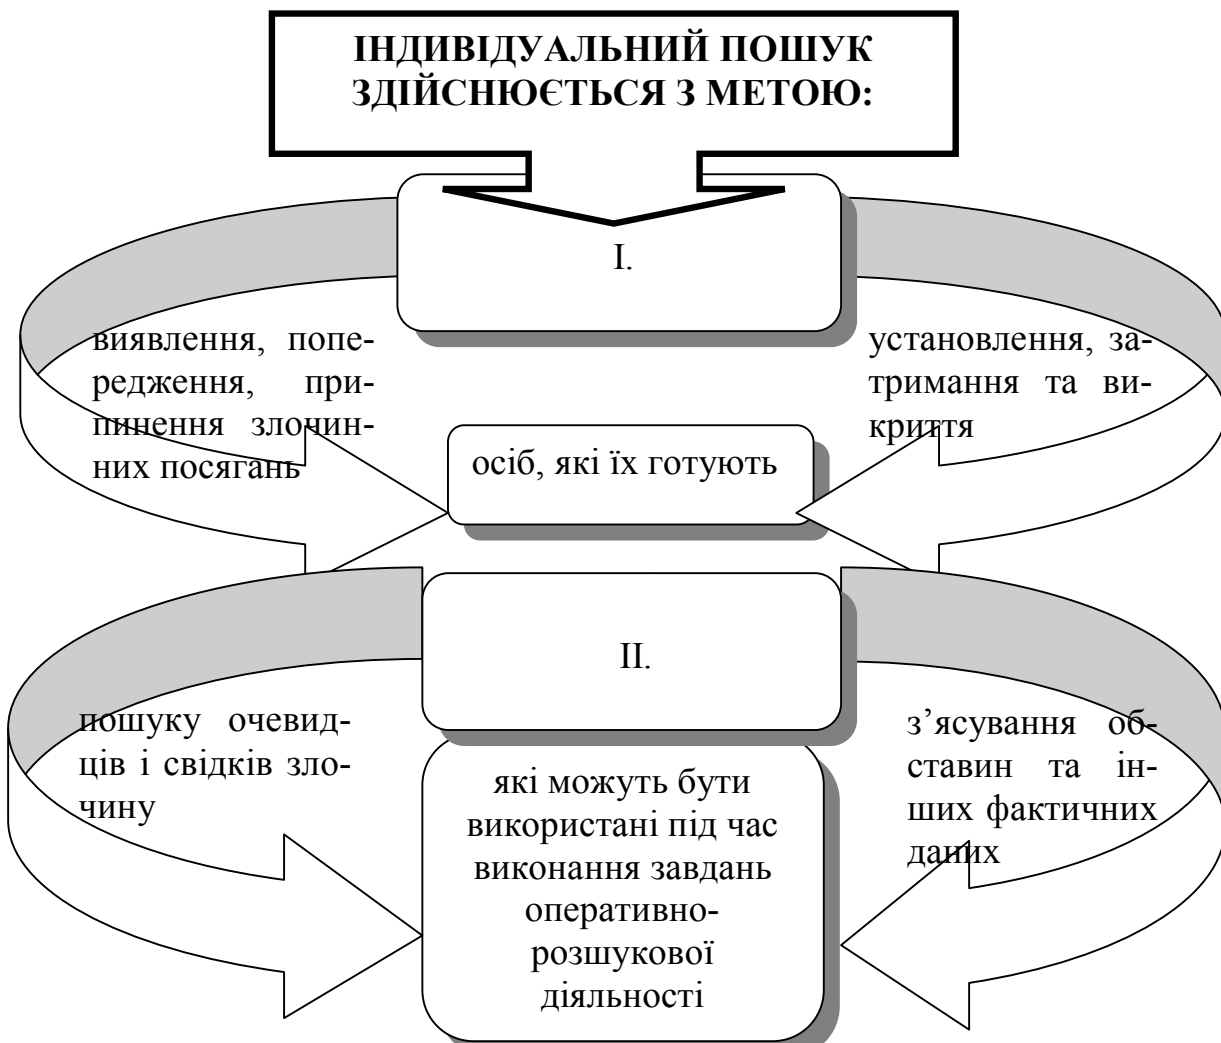 ІНДИВІДУАЛЬНИЙ ПОШУК
ЗДІЙСНЮЄТЬСЯ З МЕТОЮ:
І.
виявлення, попе-
редження, при-
пинення злочин-
них посягань
установлення, за-
тримання та ви-
криття
осіб, які їх готують
ІІ.
пошуку очевид-
ців і свідків зло-
чину
з’ясування об-
ставин та ін-
ших фактичних
даних
які можуть бути
використані під час
виконання завдань
оперативно-
розшукової
діяльності